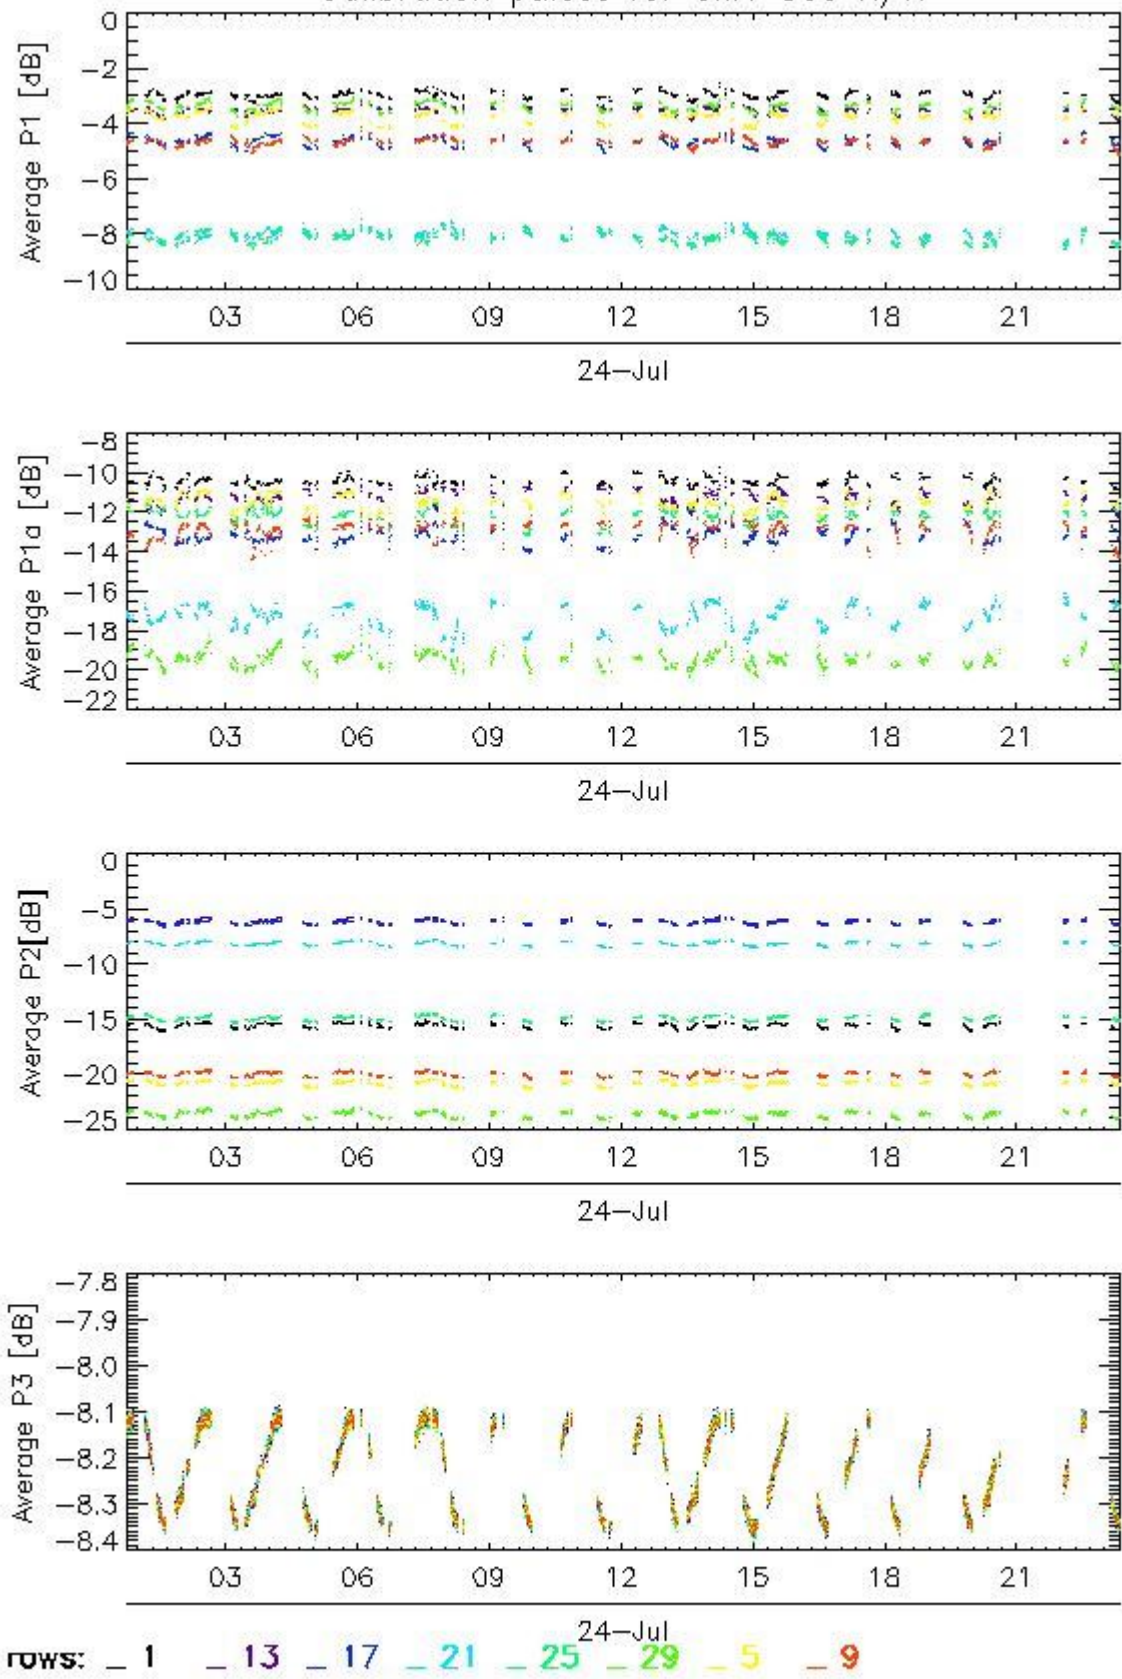 0
-2
-4
-6
-8
-10
Average P1 [dB]
03 06 09 12 15 18 21
24-Jul
-8
-10
-12
-14
-16
-18
-20
-22
Average P1a [dB]
03 06 09 12 15 18 21
24-Jul
0
-5
-10
-15
-20
-25
Average P2[dB]
03 06 09 12 15 18 21
24-Jul
-7.8
-7.9
-8.0
-8.1
-8.2
-8.3
-8.4
Average P3 [dB]
03 06 09 12 15 18 21
24-Jul
rows: _ 1 _ 13 _ 17 _ 21 _ 25 _ 29 _ 5 _ 9